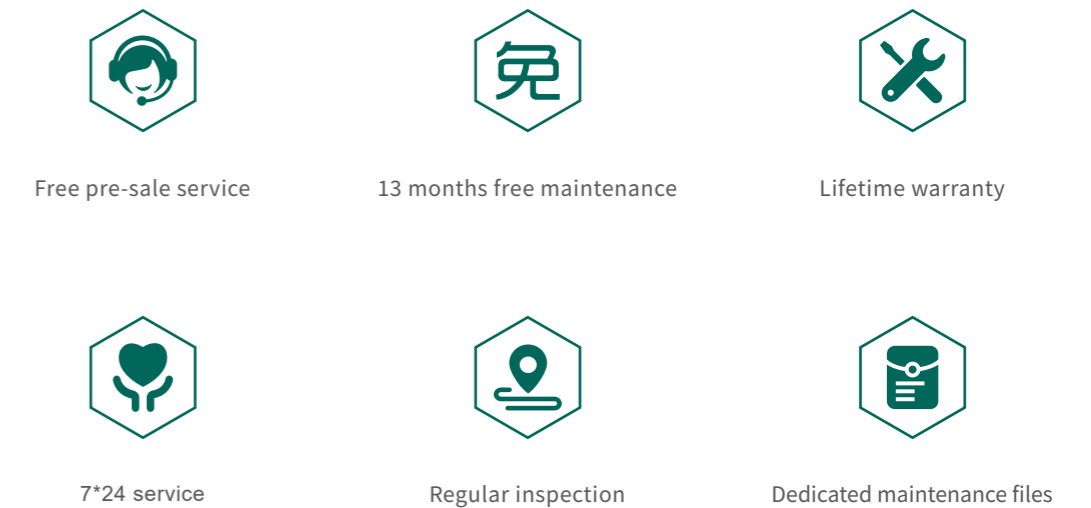 免
Free pre-sale service
13 months free maintenance
Lifetime warranty
7*24 service
Regular inspection
Dedicated maintenance files